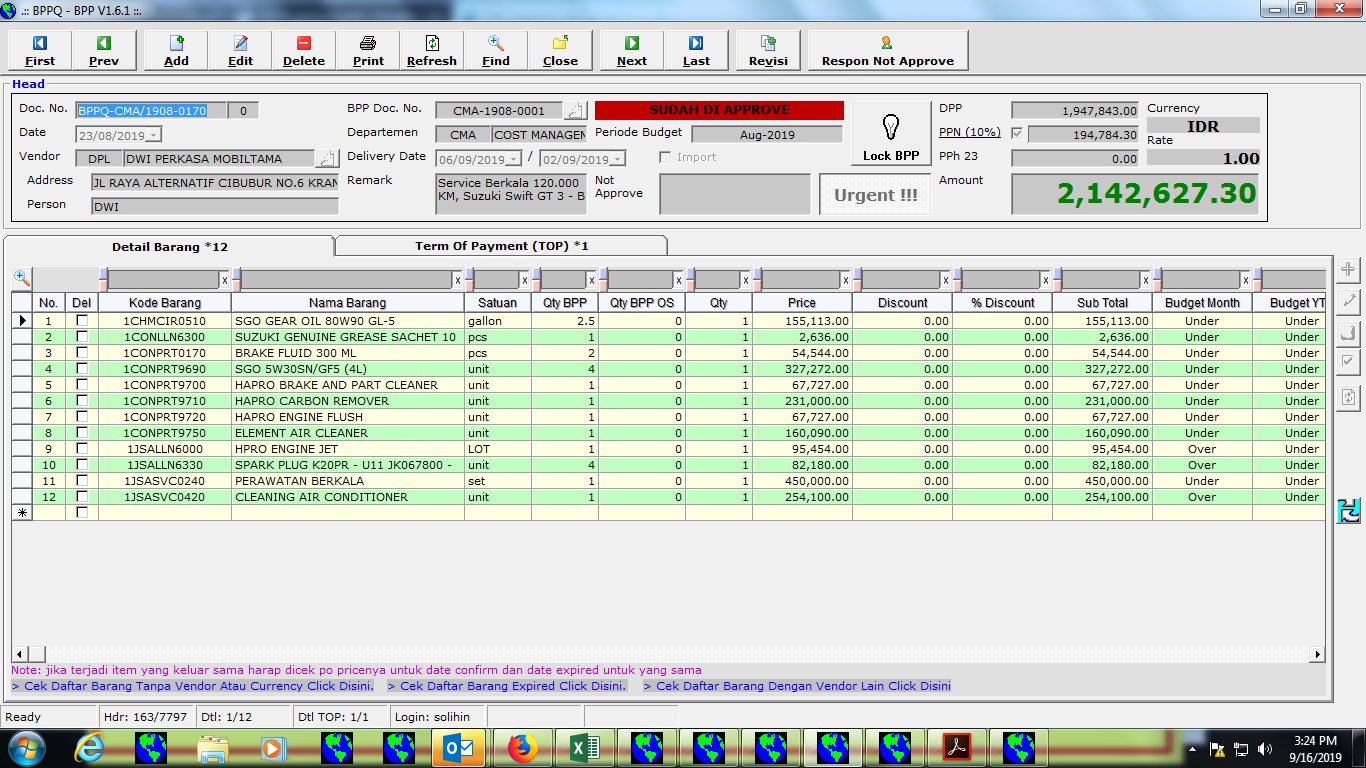 .:: BPPQ - BPP V1.6.1 ::.
First Prev Add Edit Delete Print Refresh Find Close Next Last Revisi Respon Not Approve
Head
Doc. No. BPPQ-CMA/1908-0170 0 BPP Doc. No. CMA-1908-0001 SUDAH DI APPROVE DPP 1,947,843.00 Currency
IDR
Date 23/08/2019 Departemen CMA COST MANAGEM Periode Budget Aug-2019 PPN (10%) 194,784.30 Rate
Vendor DPL DWI PERKASA MOBILTAMA Delivery Date 06/09/2019 / 02/09/2019 Import Lock BPP PPh 23 0.00 1.00
Address JL RAYA ALTERNATIF CIBUBUR NO.6 KRAN Remark Service Berkala 120.000 Not Approve Urgent !!! Amount 2,142,627.30
KM, Suzuki Swift GT 3 - B
Person DWI
Detail Barang *12 Term Of Payment (TOP) *1
x x x x x x x x x x x
No. Del Kode Barang Nama Barang Satuan Qty BPP Qty BPP OS Qty Price Discount % Discount Sub Total Budget Month Budget YT
1 1CHMCIR0510 SGO GEAR OIL 80W90 GL-5 gallon 2.5 0 1 155,113.00 0.00 0.00 155,113.00 Under Under
2 1CONLLN6300 SUZUKI GENUINE GREASE SACHET 10 pcs 1 0 1 2,636.00 0.00 0.00 2,636.00 Under Under
3 1CONPRT0170 BRAKE FLUID 300 ML pcs 2 0 1 54,544.00 0.00 0.00 54,544.00 Under Under
4 1CONPRT9690 SGO 5W30SN/GF5 (4L) unit 4 0 1 327,272.00 0.00 0.00 327,272.00 Under Under
5 1CONPRT9700 HAPRO BRAKE AND PART CLEANER unit 1 0 1 67,727.00 0.00 0.00 67,727.00 Under Under
6 1CONPRT9710 HAPRO CARBON REMOVER unit 1 0 1 231,000.00 0.00 0.00 231,000.00 Under Under
7 1CONPRT9720 HAPRO ENGINE FLUSH unit 1 0 1 67,727.00 0.00 0.00 67,727.00 Under Under
8 1CONPRT9750 ELEMENT AIR CLEANER unit 1 0 1 160,090.00 0.00 0.00 160,090.00 Under Under
9 1JSALLN6000 HPRO ENGINE JET LOT 1 0 1 95,454.00 0.00 0.00 95,454.00 Over Under
10 1JSALLN6330 SPARK PLUG K20PR - U11 JK067800 - unit 4 0 1 82,180.00 0.00 0.00 82,180.00 Over Under
11 1JSASVC0240 PERAWATAN BERKALA set 1 0 1 450,000.00 0.00 0.00 450,000.00 Under Under
12 1JSASVC0420 CLEANING AIR CONDITIONER unit 1 0 1 254,100.00 0.00 0.00 254,100.00 Over Under
Note: jika terjadi item yang keluar sama harap dicek po pricenya untuk date confirm dan date expired untuk yang sama
> Cek Daftar Barang Tanpa Vendor Atau Currency Click Disini. > Cek Daftar Barang Expired Click Disini. > Cek Daftar Barang Dengan Vendor Lain Click Disini
Ready Hdr: 163/7797 Dtl: 1/12 Dtl TOP: 1/1 Login: solihin
3:24 PM
9/16/2019